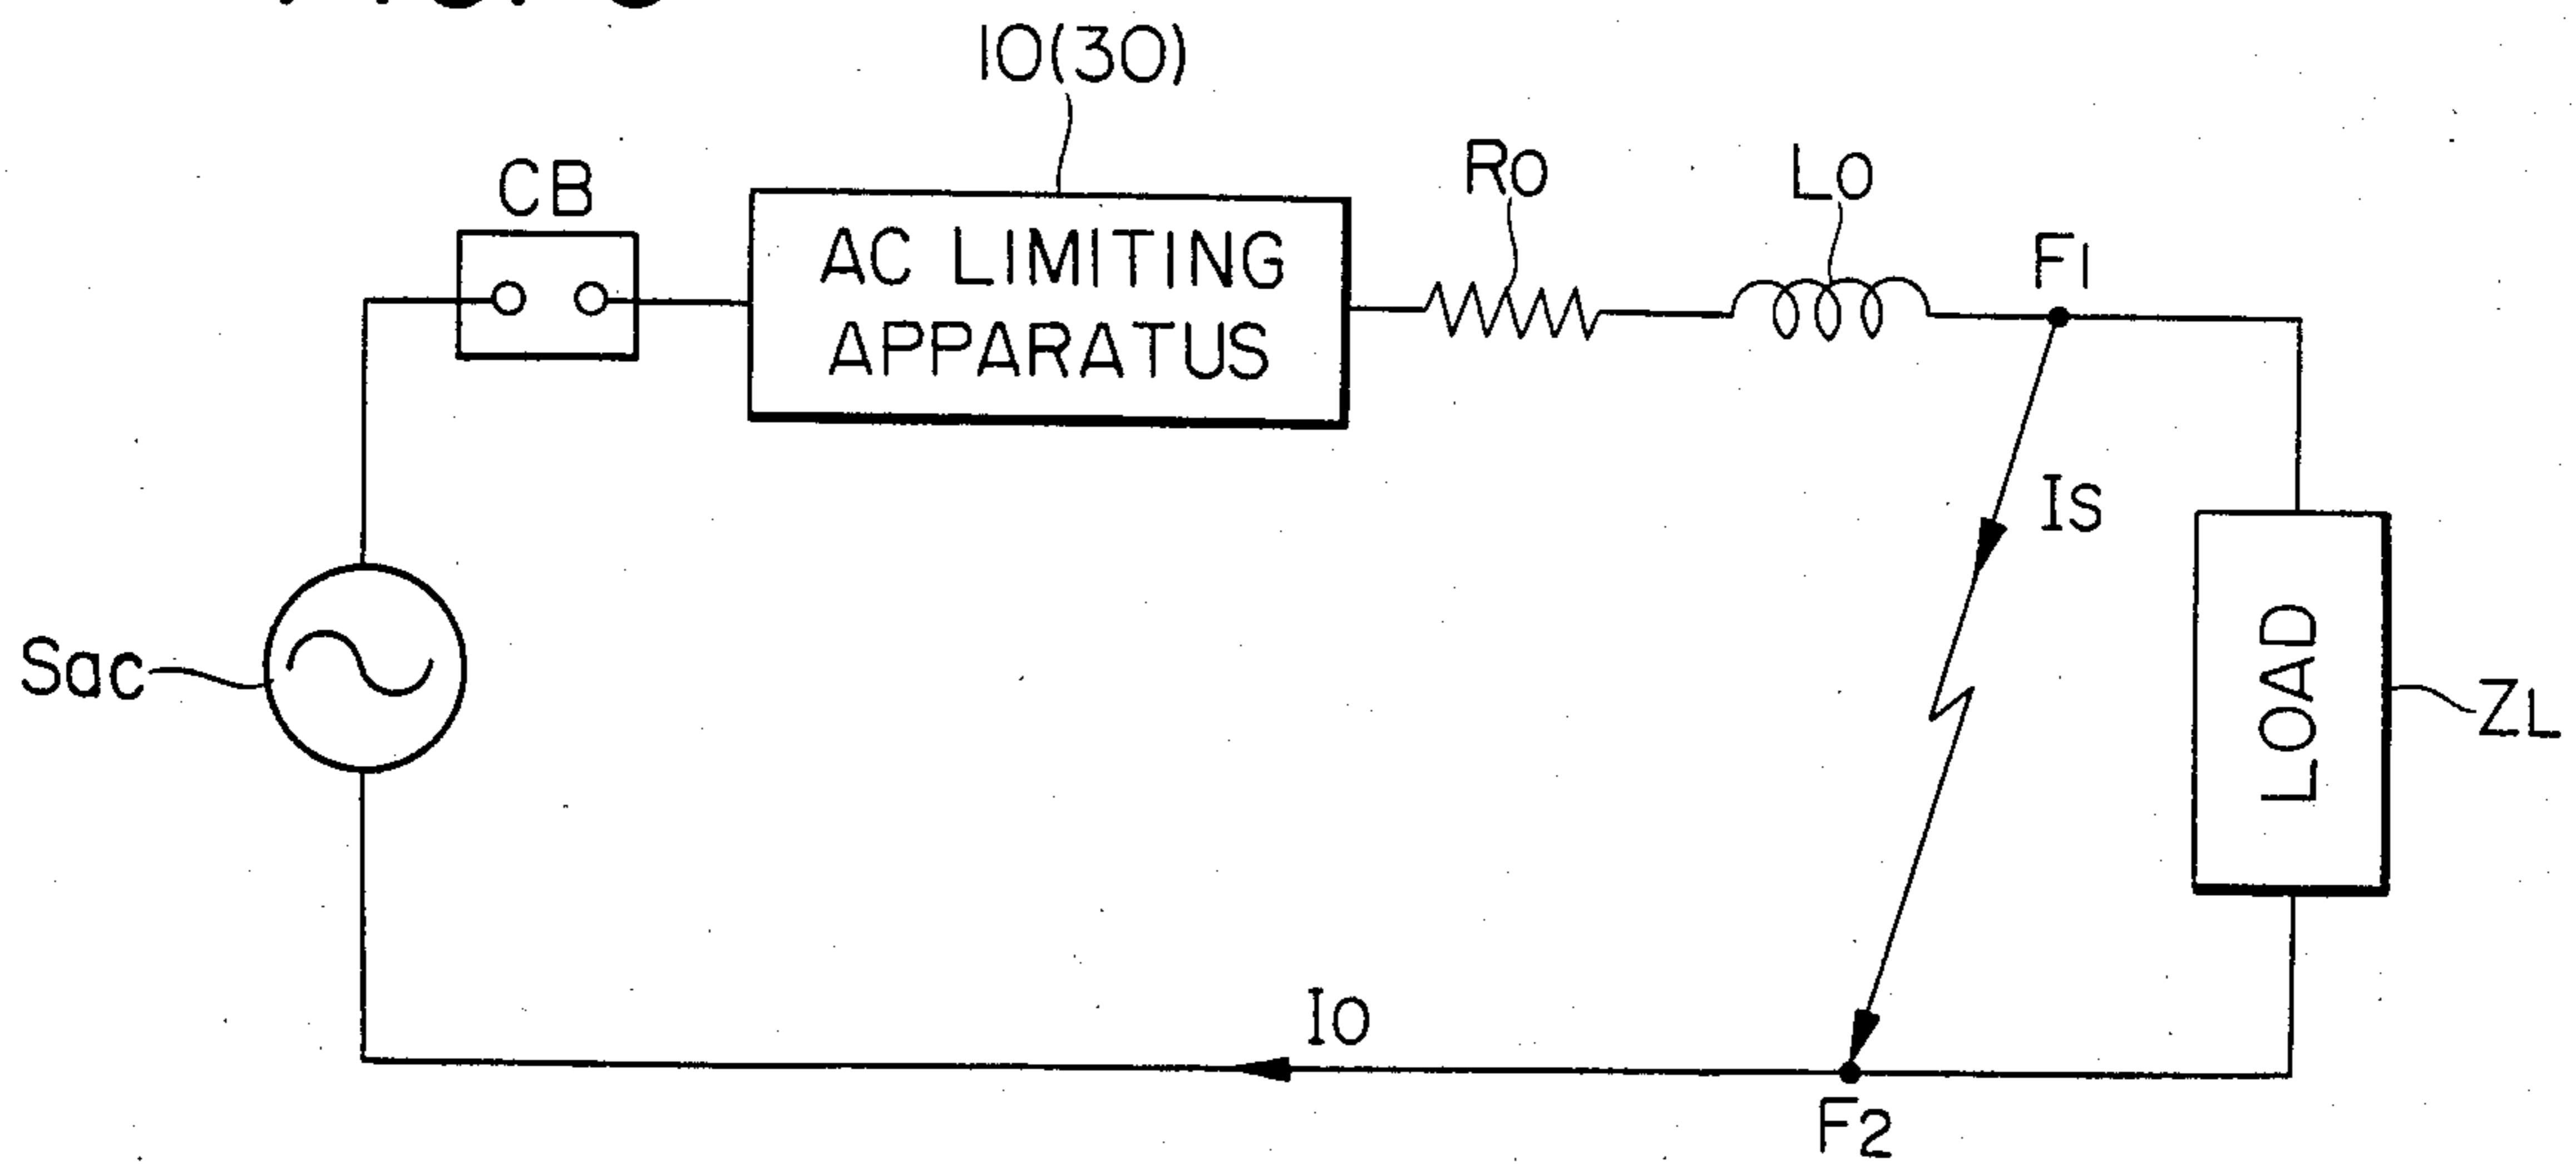 10(30)
CB
AC LIMITING
APPARATUS
Ro
Lo
F1
Is
Sac
LOAD
ZL
Io
F2